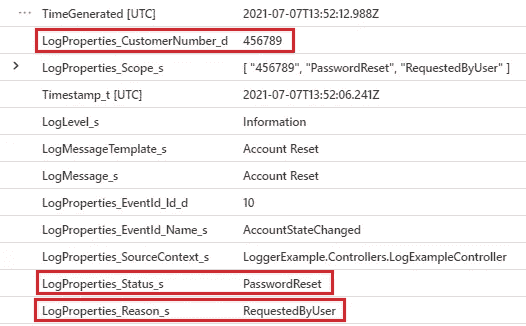 TimeGenerated [UTC] 2021-07-07T13:52:12.988Z
LogProperties_CustomerNumber_d 456789
LogProperties_Scope_s [ "456789", "PasswordReset", "RequestedByUser" ]
Timestamp_t [UTC] 2021-07-07T13:52:06.241Z
LogLevel_s Information
LogMessageTemplate_s Account Reset
LogMessage_s Account Reset
LogProperties_EventId_Id_d 10
LogProperties_EventId_Name_s AccountStateChanged
LogProperties_SourceContext_s LoggerExample.Controllers.LogExampleController
LogProperties_Status_s PasswordReset
LogProperties_Reason_s RequestedByUser